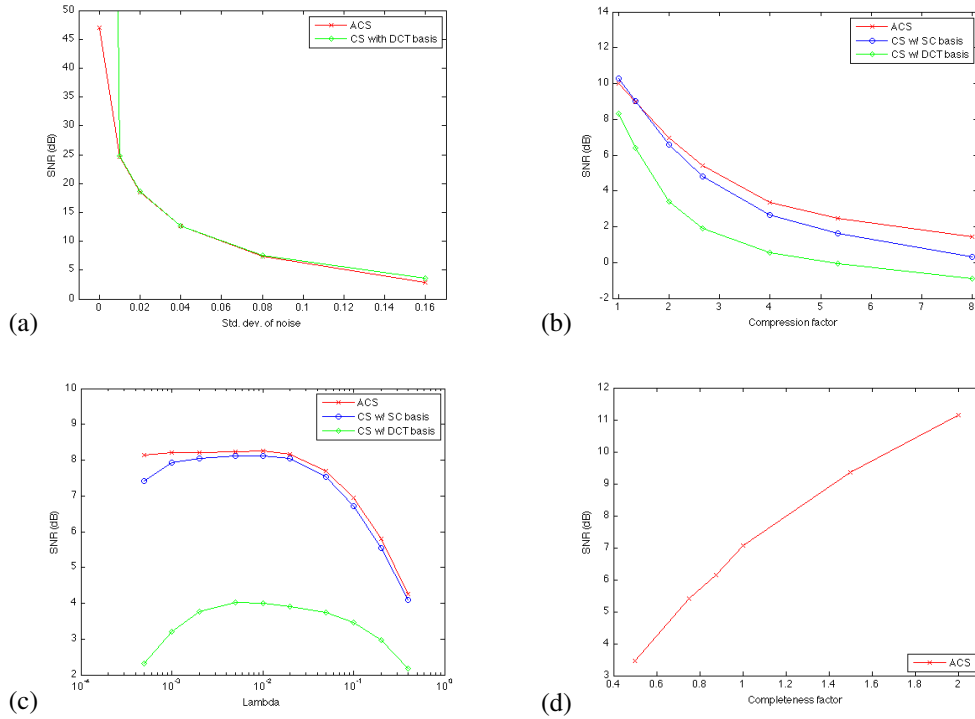 50
45
40
35
30
25
20
15
10
5
0
SNR (dB)
0 0.02 0.04 0.06 0.08 0.1 0.12 0.14 0.16
Std. dev. of noise
ACS
CS with DCT basis
(a)
14
12
10
8
6
4
2
0
-2
SNR (dB)
1 2 3 4 5 6 7 8
Compression factor
ACS
CS w/ SC basis
CS w/ DCT basis
(b)
10
9
8
7
6
5
4
3
2
SNR (dB)
10⁻⁴ 10⁻³ 10⁻² 10⁻¹ 10⁰
Lambda
ACS
CS w/ SC basis
CS w/ DCT basis
(c)
12
11
10
9
8
7
6
5
4
3
SNR (dB)
0.4 0.6 0.8 1 1.2 1.4 1.6 1.8 2
Completeness factor
ACS
(d)